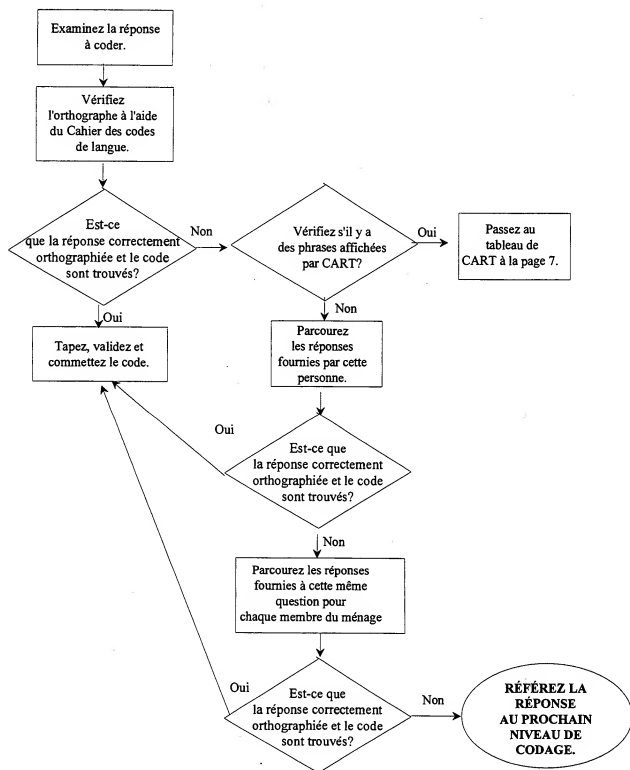 Examinez la réponse
à coder.
Vérifiez
l'orthographe à l'aide
du Cahier des codes
de langue.
Est-ce
que la réponse correctement
orthographiée et le code
sont trouvés?
Non
Vérifiez s'il y a
des phrases affichées
par CART?
Oui
Passez au
tableau de
CART à la page 7.
Oui
Tapez, validez et
commettez le code.
Non
Parcourez
les réponses
fournies par cette
personne.
Oui
Est-ce que
la réponse correctement
orthographiée et le code
sont trouvés?
Non
Parcourez les réponses
fournies à cette même
question pour
chaque membre du ménage
Oui
Est-ce que
la réponse correctement
orthographiée et le code
sont trouvés?
Non
RÉFÉREZ LA
RÉPONSE
AU PROCHAIN
NIVEAU DE
CODAGE.